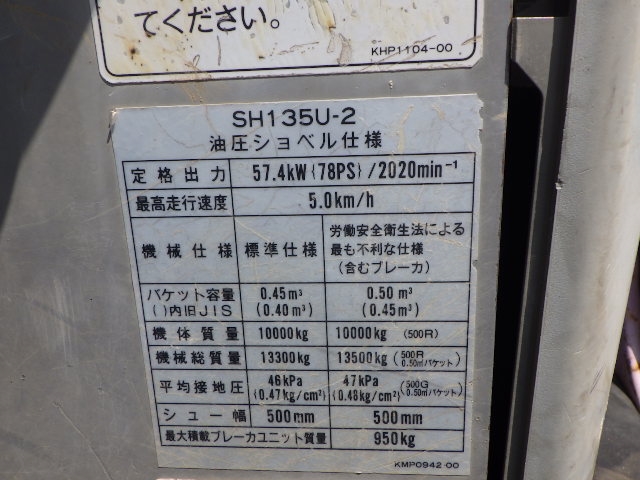 てください。
KHP1104-00
SH135U-2
油圧ショベル仕様
定格出力 57.4kW{78PS}/2020min⁻¹
最高走行速度 5.0km/h
機械仕様 標準仕様 労働安全衛生法による
最も不利な仕様
(含むブレーカ)
バケット容量 0.45m³ 0.50m³
( )内旧JIS (0.40m³) (0.45m³)
機体質量 10000kg 10000kg (500R)
機械総質量 13300kg 13500kg (500R 0.50m³バケット)
平均接地圧 46kPa 47kPa (500G
{0.47kg/cm²} {0.48kg/cm²} 0.50m³バケット)
シュー幅 500mm 500mm
最大積載ブレーカユニット質量 950kg
KMP0942-00